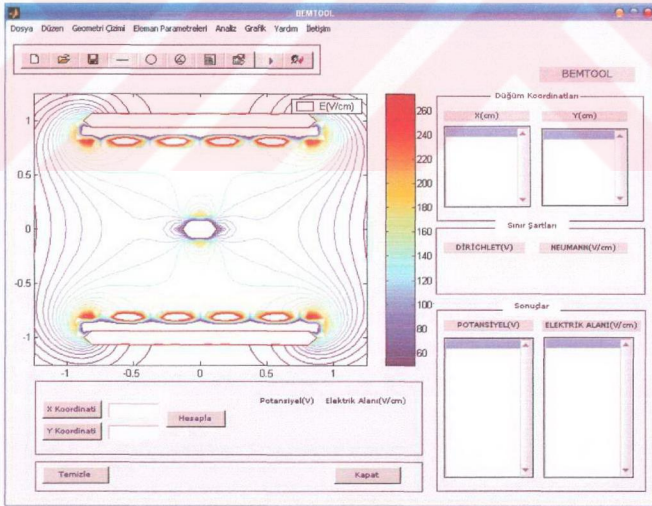 BEMTOOL
Dosya Düzen Geometri Çizimi Eleman Parametreleri Analiz Grafik Yardım İletişim
BEMTOOL
E(V/cm)
1
0.5
0
-0.5
-1
-1 -0.5 0 0.5 1
260
240
220
200
180
160
140
120
100
80
60
Düğüm Koordinatları
X(cm) Y(cm)
Sınır Şartları
DİRİCHLET(V) NEUMANN(V/cm)
Sonuçlar
POTANSİYEL(V) ELEKTRİK ALANI(V/cm)
X Koordinati
Y Koordinati
Hesapla
Potansiyel(V) Elektrik Alanı(V/cm)
Temizle
Kapat